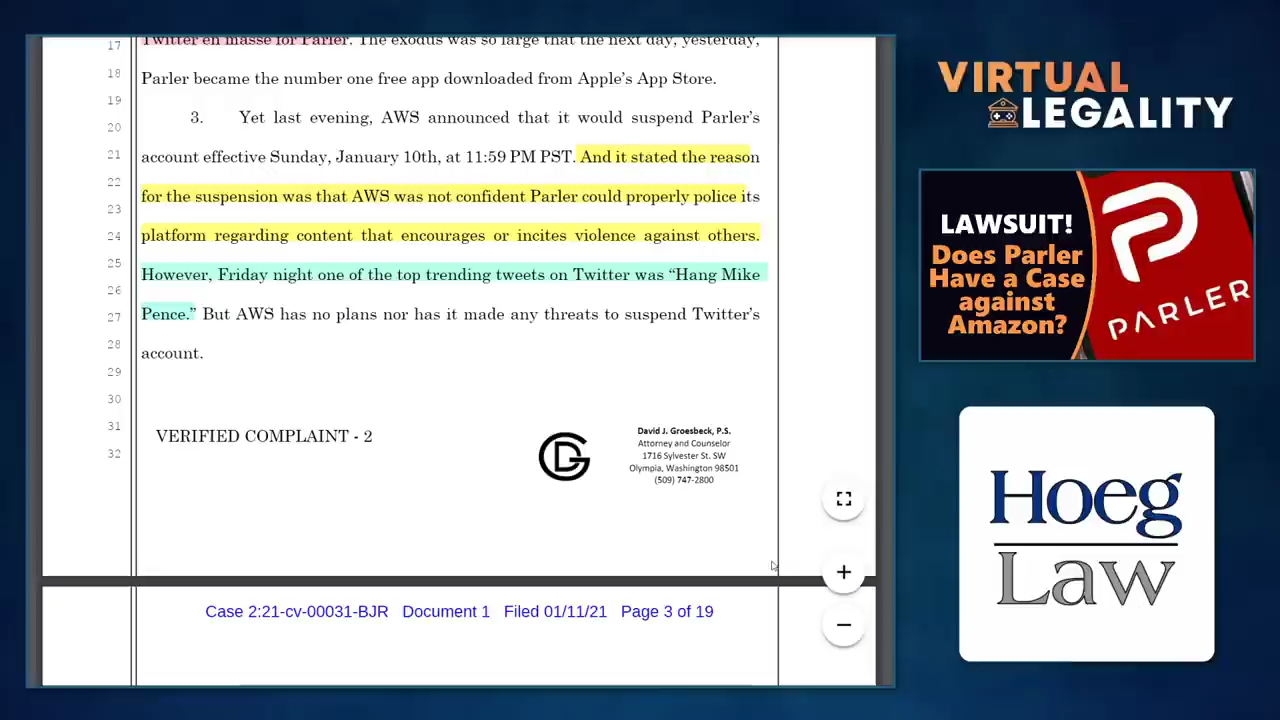 17 Twitter en masse for Parler. The exodus was so large that the next day, yesterday,
18 Parler became the number one free app downloaded from Apple's App Store.
19
20 3. Yet last evening, AWS announced that it would suspend Parler's
21 account effective Sunday, January 10th, at 11:59 PM PST. And it stated the reason
22 for the suspension was that AWS was not confident Parler could properly police its
23
24 platform regarding content that encourages or incites violence against others.
25 However, Friday night one of the top trending tweets on Twitter was “Hang Mike
26
27 Pence.” But AWS has no plans nor has it made any threats to suspend Twitter's
28 account.
29
30
31 VERIFIED COMPLAINT - 2
32
DG
David J. Groesbeck, P.S.
Attorney and Counselor
1716 Sylvester St. SW
Olympia, Washington 98501
(509) 747-2800
Case 2:21-cv-00031-BJR Document 1 Filed 01/11/21 Page 3 of 19
VIRTUAL
LEGALITY
LAWSUIT!
Does Parler
Have a Case
against
Amazon?
PARLER
Hoeg
Law